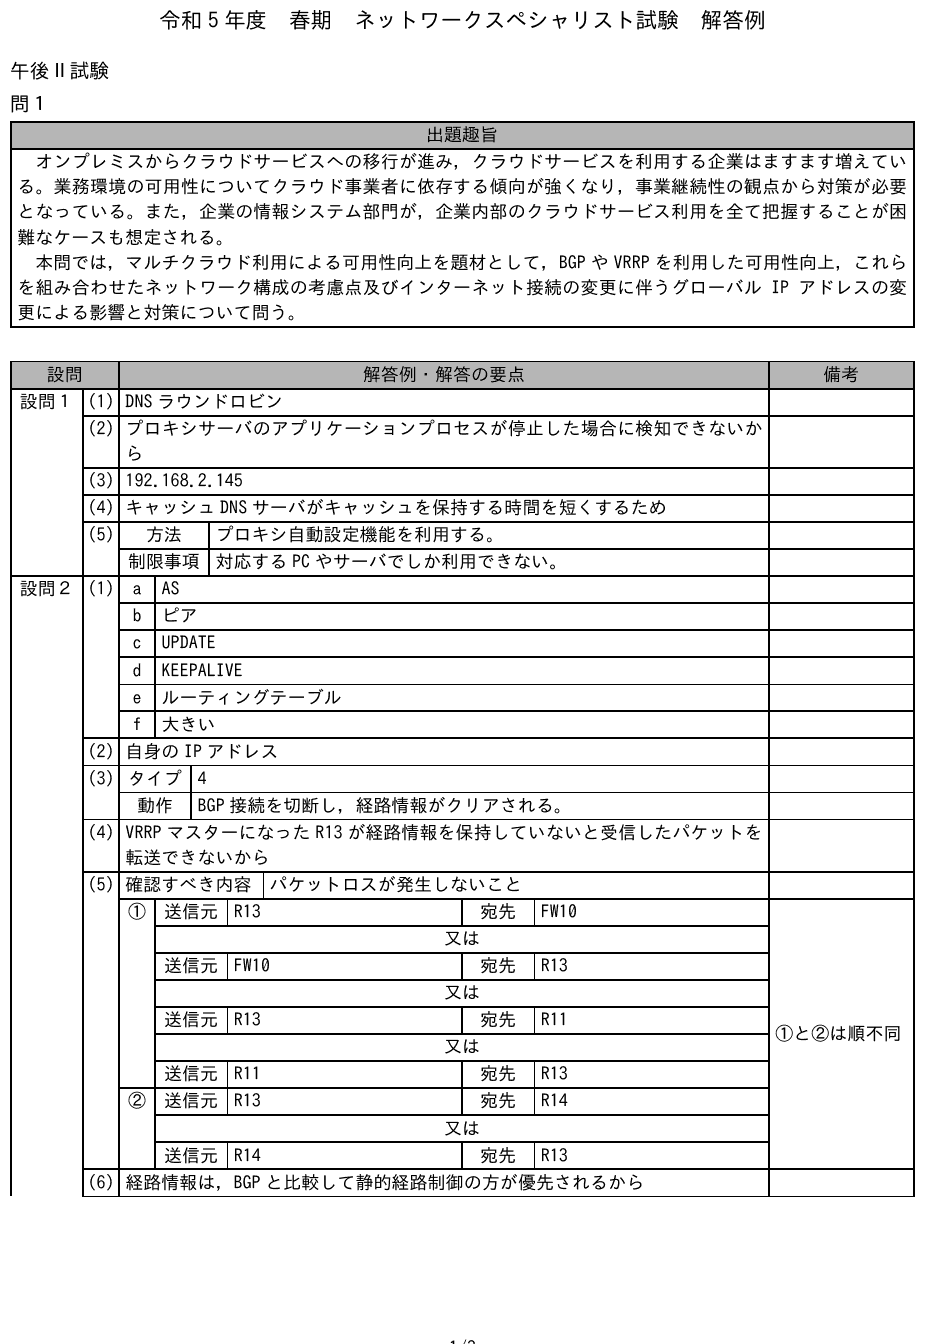 令和5年度　春期　ネットワークスペシャリスト試験　解答例
午後Ⅱ試験
問1
出題趣旨
オンプレミスからクラウドサービスへの移行が進み，クラウドサービスを利用する企業はますます増えてい
る。業務環境の可用性についてクラウド事業者に依存する傾向が強くなり，事業継続性の観点から対策が必要
となっている。また，企業の情報システム部門が，企業内部のクラウドサービス利用を全て把握することが困
難なケースも想定される。
本問では，マルチクラウド利用による可用性向上を題材として，BGP や VRRP を利用した可用性向上，これら
を組み合わせたネットワーク構成の考慮点及びインターネット接続の変更に伴うグローバル IP アドレスの変
更による影響と対策について問う。
設問 解答例・解答の要点 備考
設問1 (1) DNS ラウンドロビン
(2) プロキシサーバのアプリケーションプロセスが停止した場合に検知できないか
ら
(3) 192.168.2.145
(4) キャッシュ DNS サーバがキャッシュを保持する時間を短くするため
(5) 方法 プロキシ自動設定機能を利用する。
制限事項 対応する PC やサーバでしか利用できない。
設問2 (1) a AS
b ピア
c UPDATE
d KEEPALIVE
e ルーティングテーブル
f 大きい
(2) 自身の IP アドレス
(3) タイプ 4
動作 BGP 接続を切断し，経路情報がクリアされる。
(4) VRRP マスターになった R13 が経路情報を保持していないと受信したパケットを
転送できないから
(5) 確認すべき内容 パケットロスが発生しないこと
① 送信元 R13 宛先 FW10
又は
送信元 FW10 宛先 R13
又は
送信元 R13 宛先 R11
①と②は順不同
又は
送信元 R11 宛先 R13
② 送信元 R13 宛先 R14
又は
送信元 R14 宛先 R13
(6) 経路情報は，BGP と比較して静的経路制御の方が優先されるから